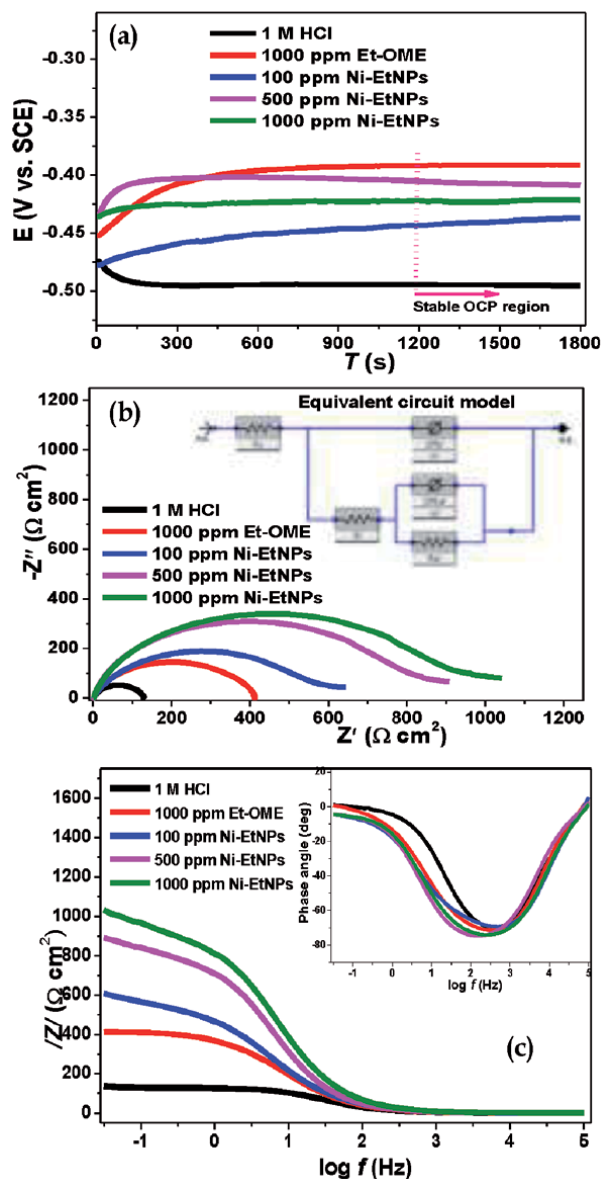 (a)
1 M HCl
1000 ppm Et-OME
100 ppm Ni-EtNPs
500 ppm Ni-EtNPs
1000 ppm Ni-EtNPs
E (V vs. SCE)
-0.30
-0.35
-0.40
-0.45
-0.50
Stable OCP region
0 300 600 900 1200 1500 1800
T (s)
(b)
Equivalent circuit model
1 M HCl
1000 ppm Et-OME
100 ppm Ni-EtNPs
500 ppm Ni-EtNPs
1000 ppm Ni-EtNPs
-Z'' (Ω cm²)
1200
1000
800
600
400
200
0
0 200 400 600 800 1000 1200
Z' (Ω cm²)
1 M HCl
1000 ppm Et-OME
100 ppm Ni-EtNPs
500 ppm Ni-EtNPs
1000 ppm Ni-EtNPs
/Z/ (Ω cm²)
1600
1400
1200
1000
800
600
400
200
0
Phase angle (deg)
20
0
-20
-40
-60
-80
-1 0 1 2 3 4 5
log f (Hz)
(c)
-1 0 1 2 3 4 5
log f (Hz)